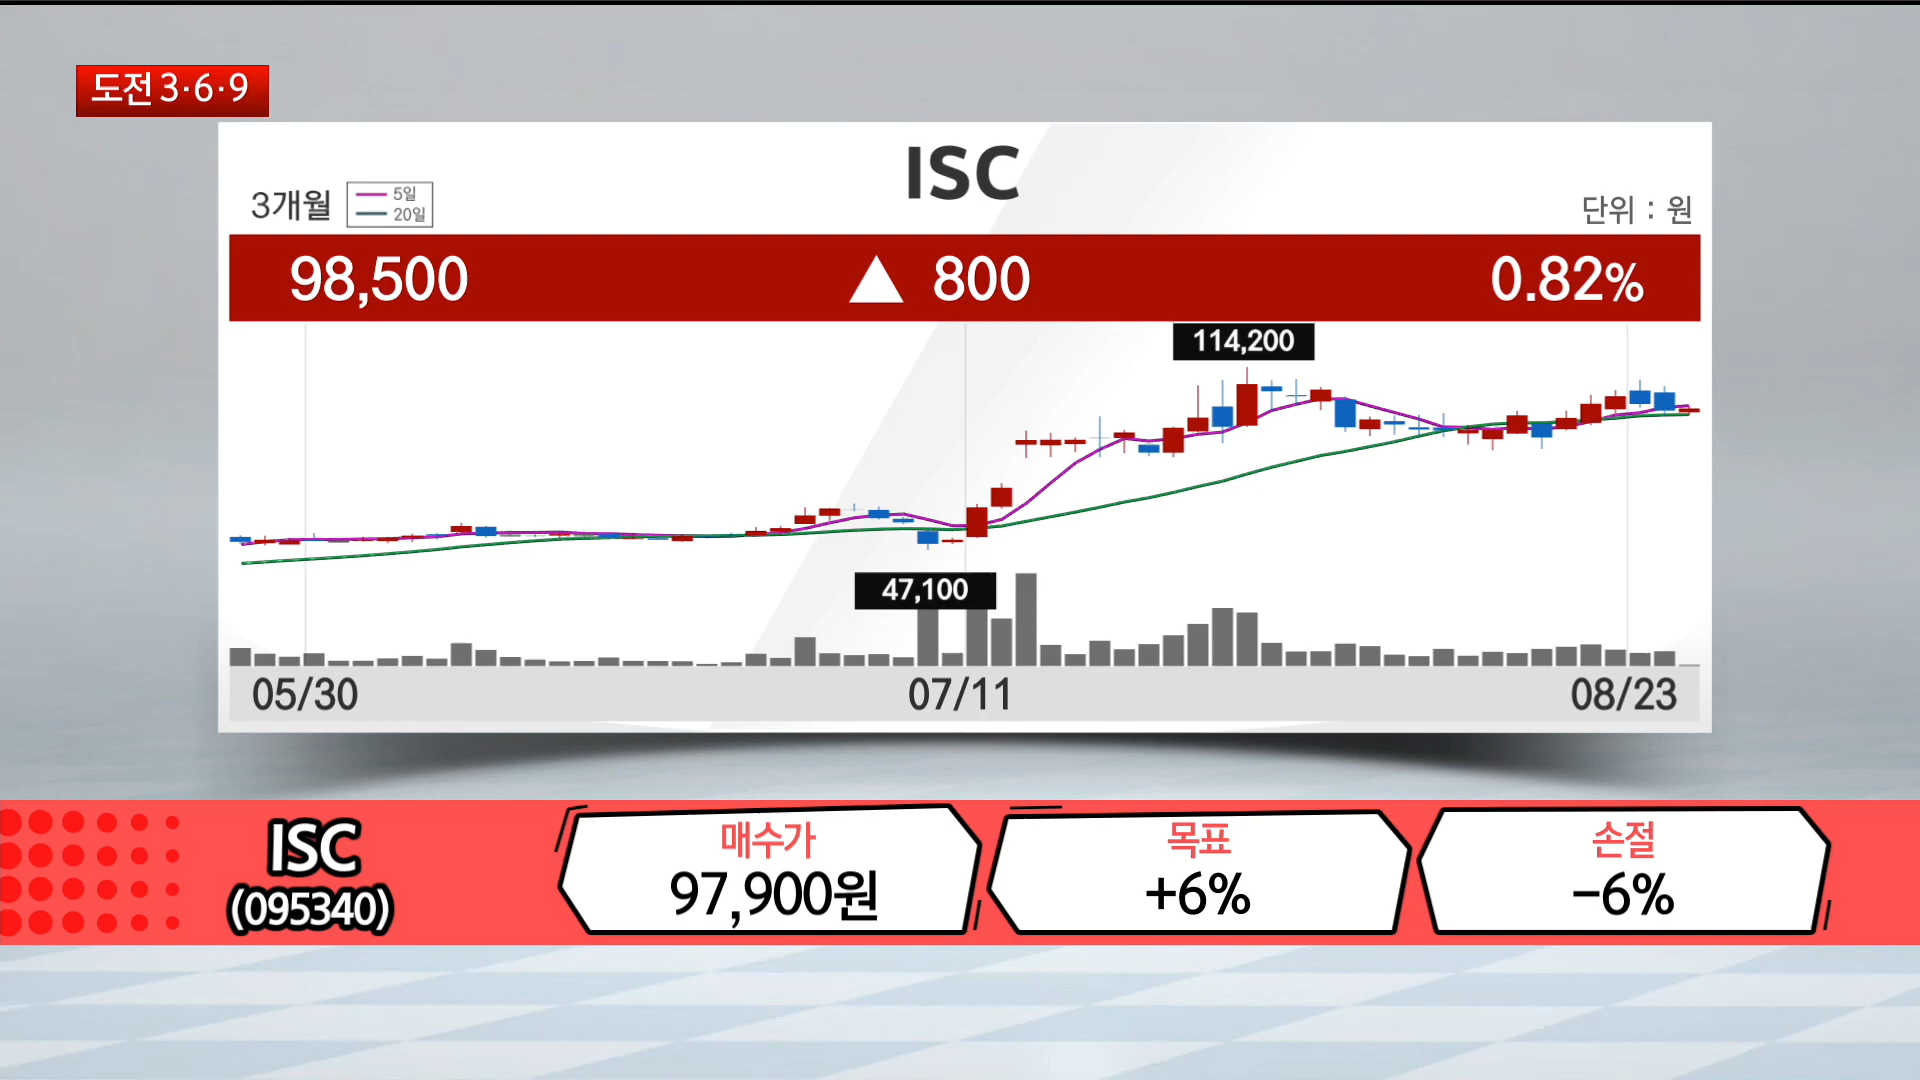 도전 3·6·9
ISC
3개월
5일
20일
단위 : 원
98,500 ▲ 800 0.82%
114,200
47,100
05/30 07/11 08/23
ISC
(095340)
매수가
97,900원
목표
+6%
손절
-6%